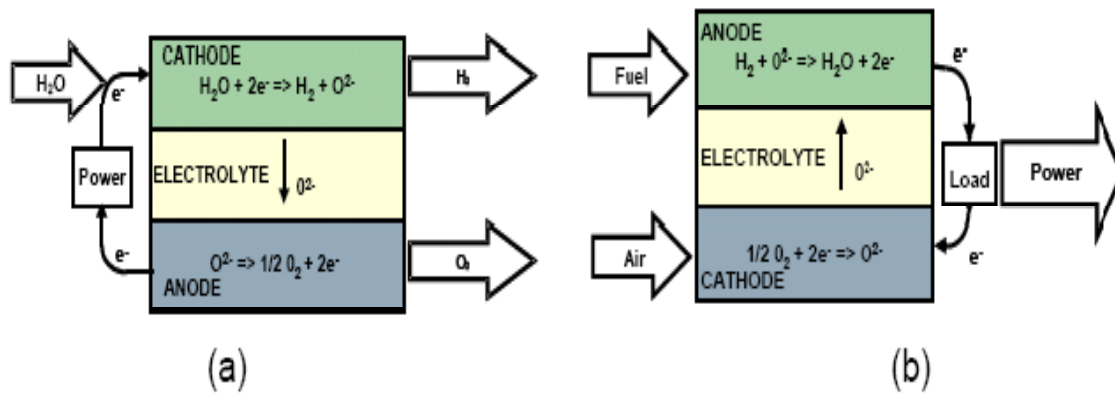 CATHODE
H₂O + 2e⁻ => H₂ + O²⁻
H₂O
e⁻
H₂
Power
ELECTROLYTE
O²⁻
e⁻
O²⁻ => 1/2 O₂ + 2e⁻
ANODE
O₂
(a)
ANODE
H₂ + O²⁻ => H₂O + 2e⁻
Fuel
e⁻
ELECTROLYTE
O²⁻
Load
Power
Air
1/2 O₂ + 2e⁻ => O²⁻
CATHODE
e⁻
(b)